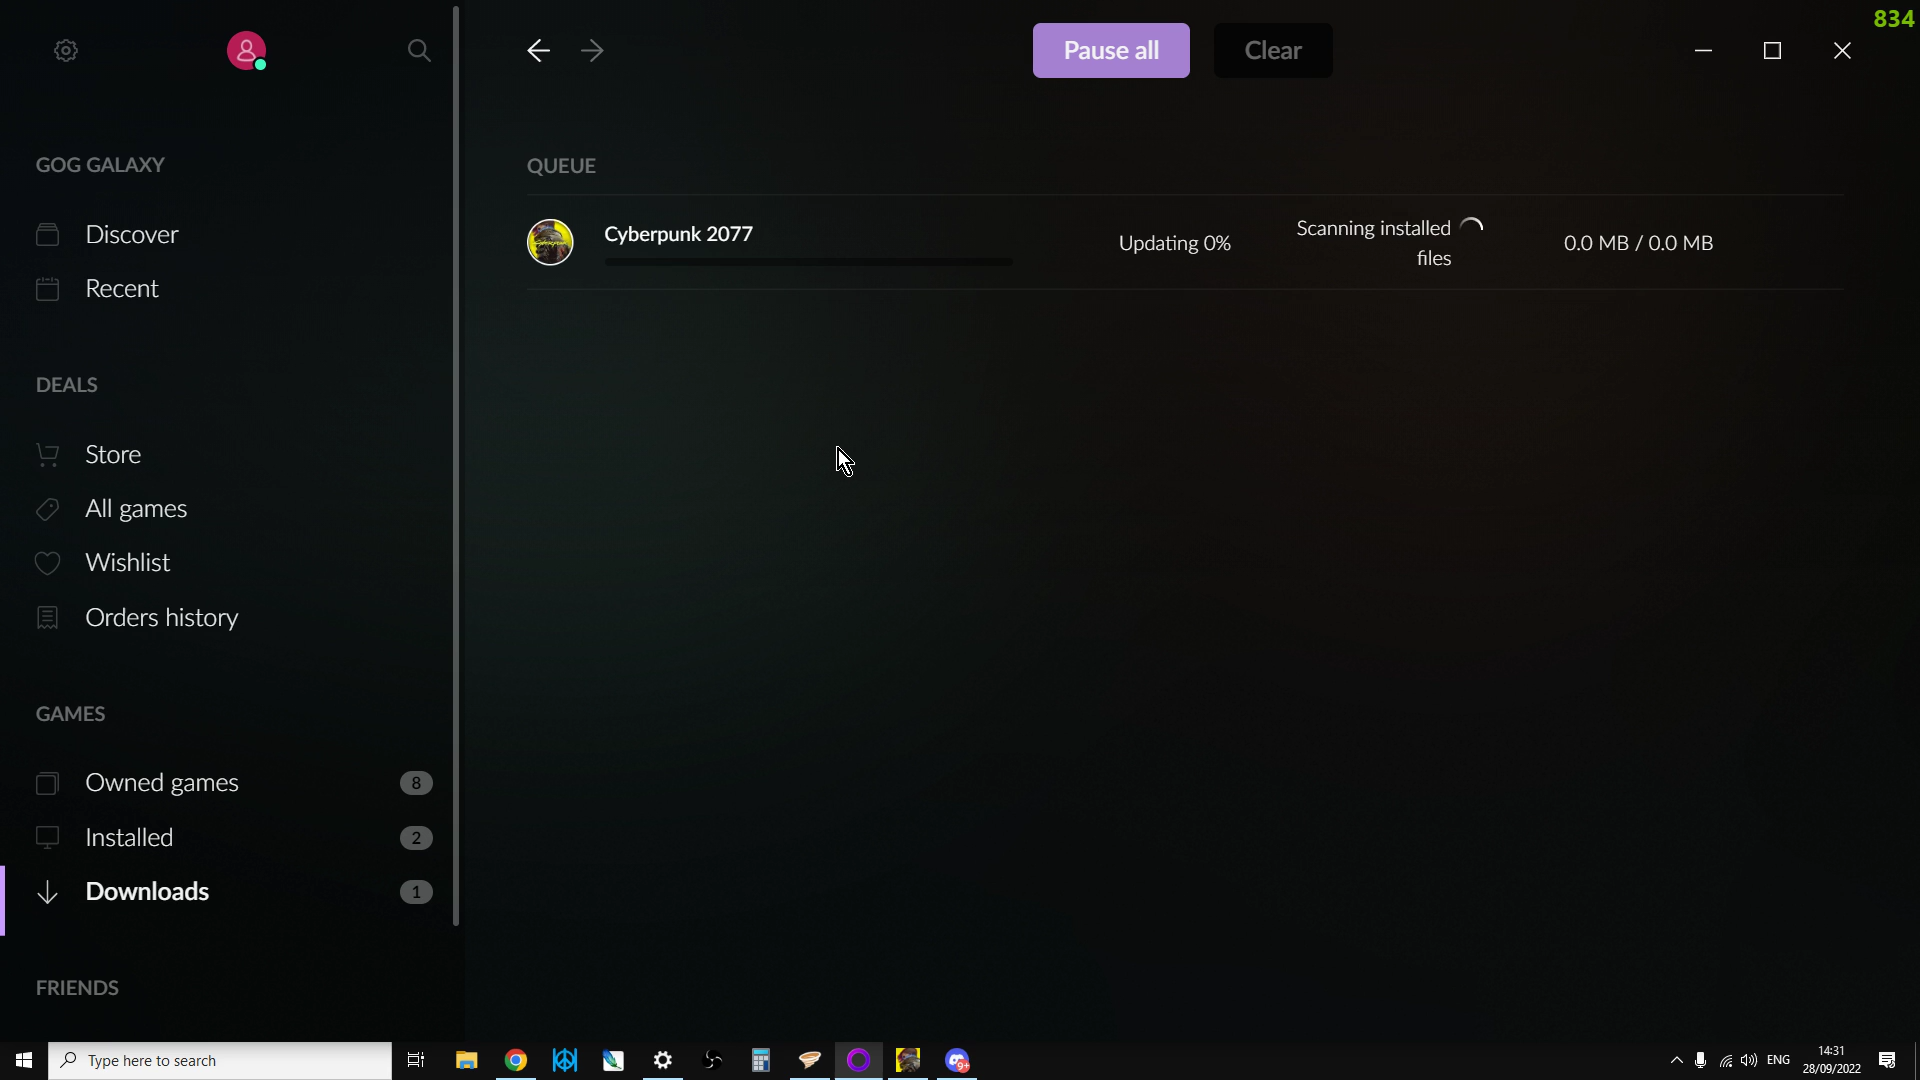 834
Pause all
Clear
GOG GALAXY
Discover
Recent
DEALS
Store
All games
Wishlist
Orders history
GAMES
Owned games 8
Installed 2
Downloads 1
FRIENDS
QUEUE
Cyberpunk 2077
Updating 0%
Scanning installed
files
0.0 MB / 0.0 MB
Type here to search
9+
ENG
14:31
28/09/2022